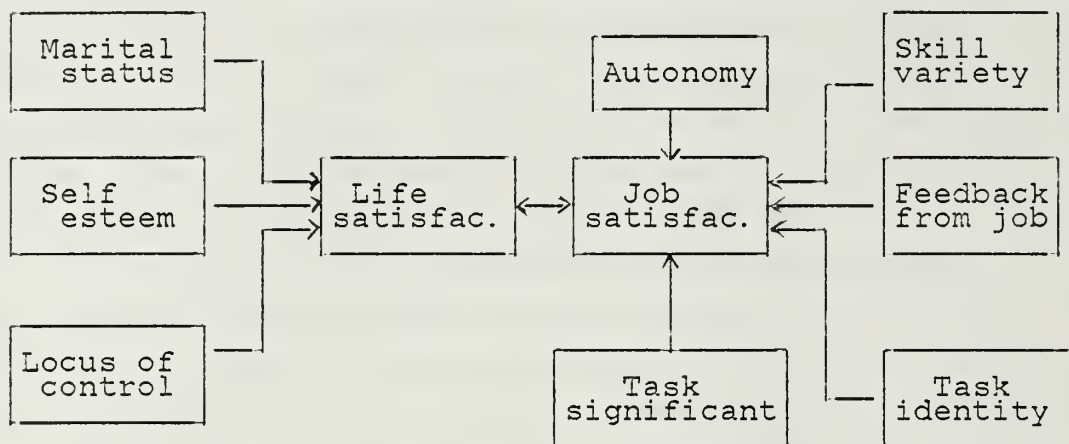 Marital
status
Autonomy
Skill
variety
Self
esteem
Life
satisfac.
Job
satisfac.
Feedback
from job
Locus of
control
Task
significant
Task
identity